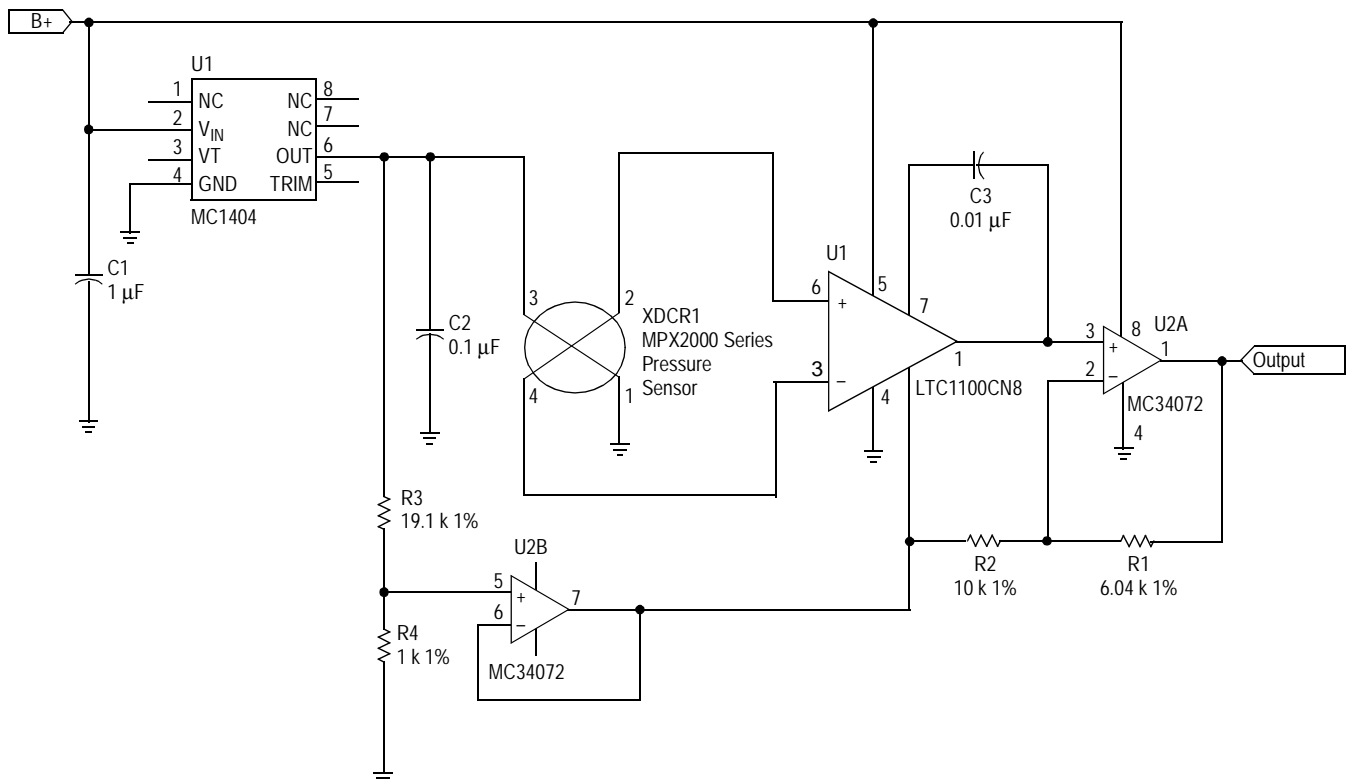 B+
U1
1 NC NC 8
2 VIN NC 7
3 VT OUT 6
4 GND TRIM 5
MC1404
C1
1 µF
C2
0.1 µF
3
2
4
1
XDCR1
MPX2000 Series
Pressure
Sensor
C3
0.01 µF
U1
6
+
3
−
5
7
1
4
LTC1100CN8
3
+
2
−
8
U2A
1
MC34072
4
Output
R3
19.1 k 1%
R4
1 k 1%
U2B
5
+
6
−
7
MC34072
R2
10 k 1%
R1
6.04 k 1%